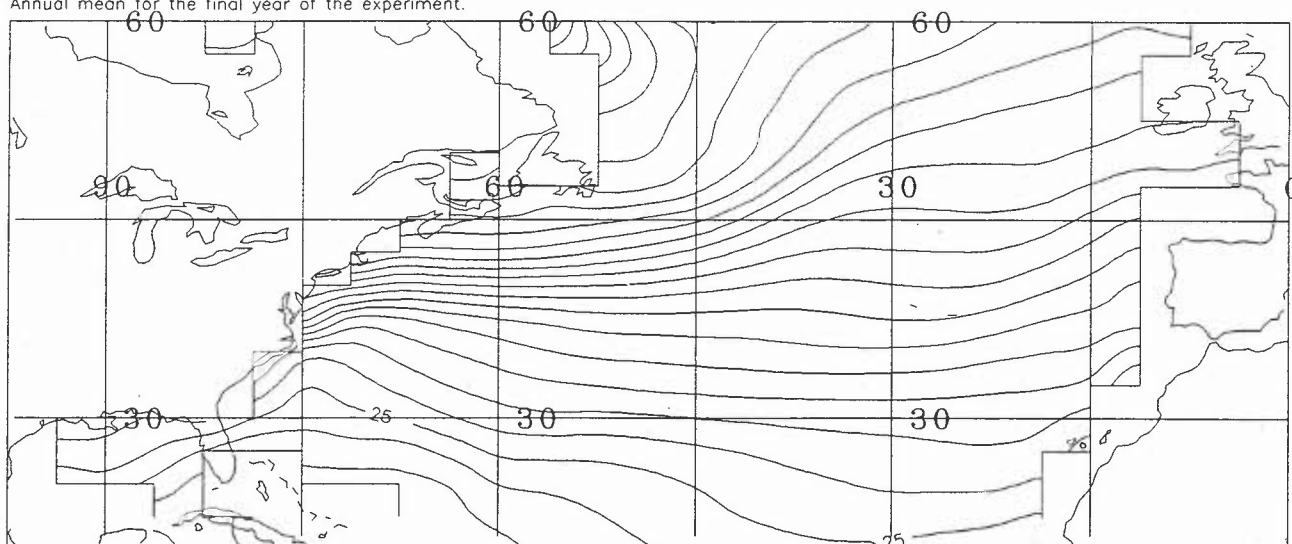 Annual mean for the final year of the experiment.
60 60 60
90 60 30
30 25 30 30
25